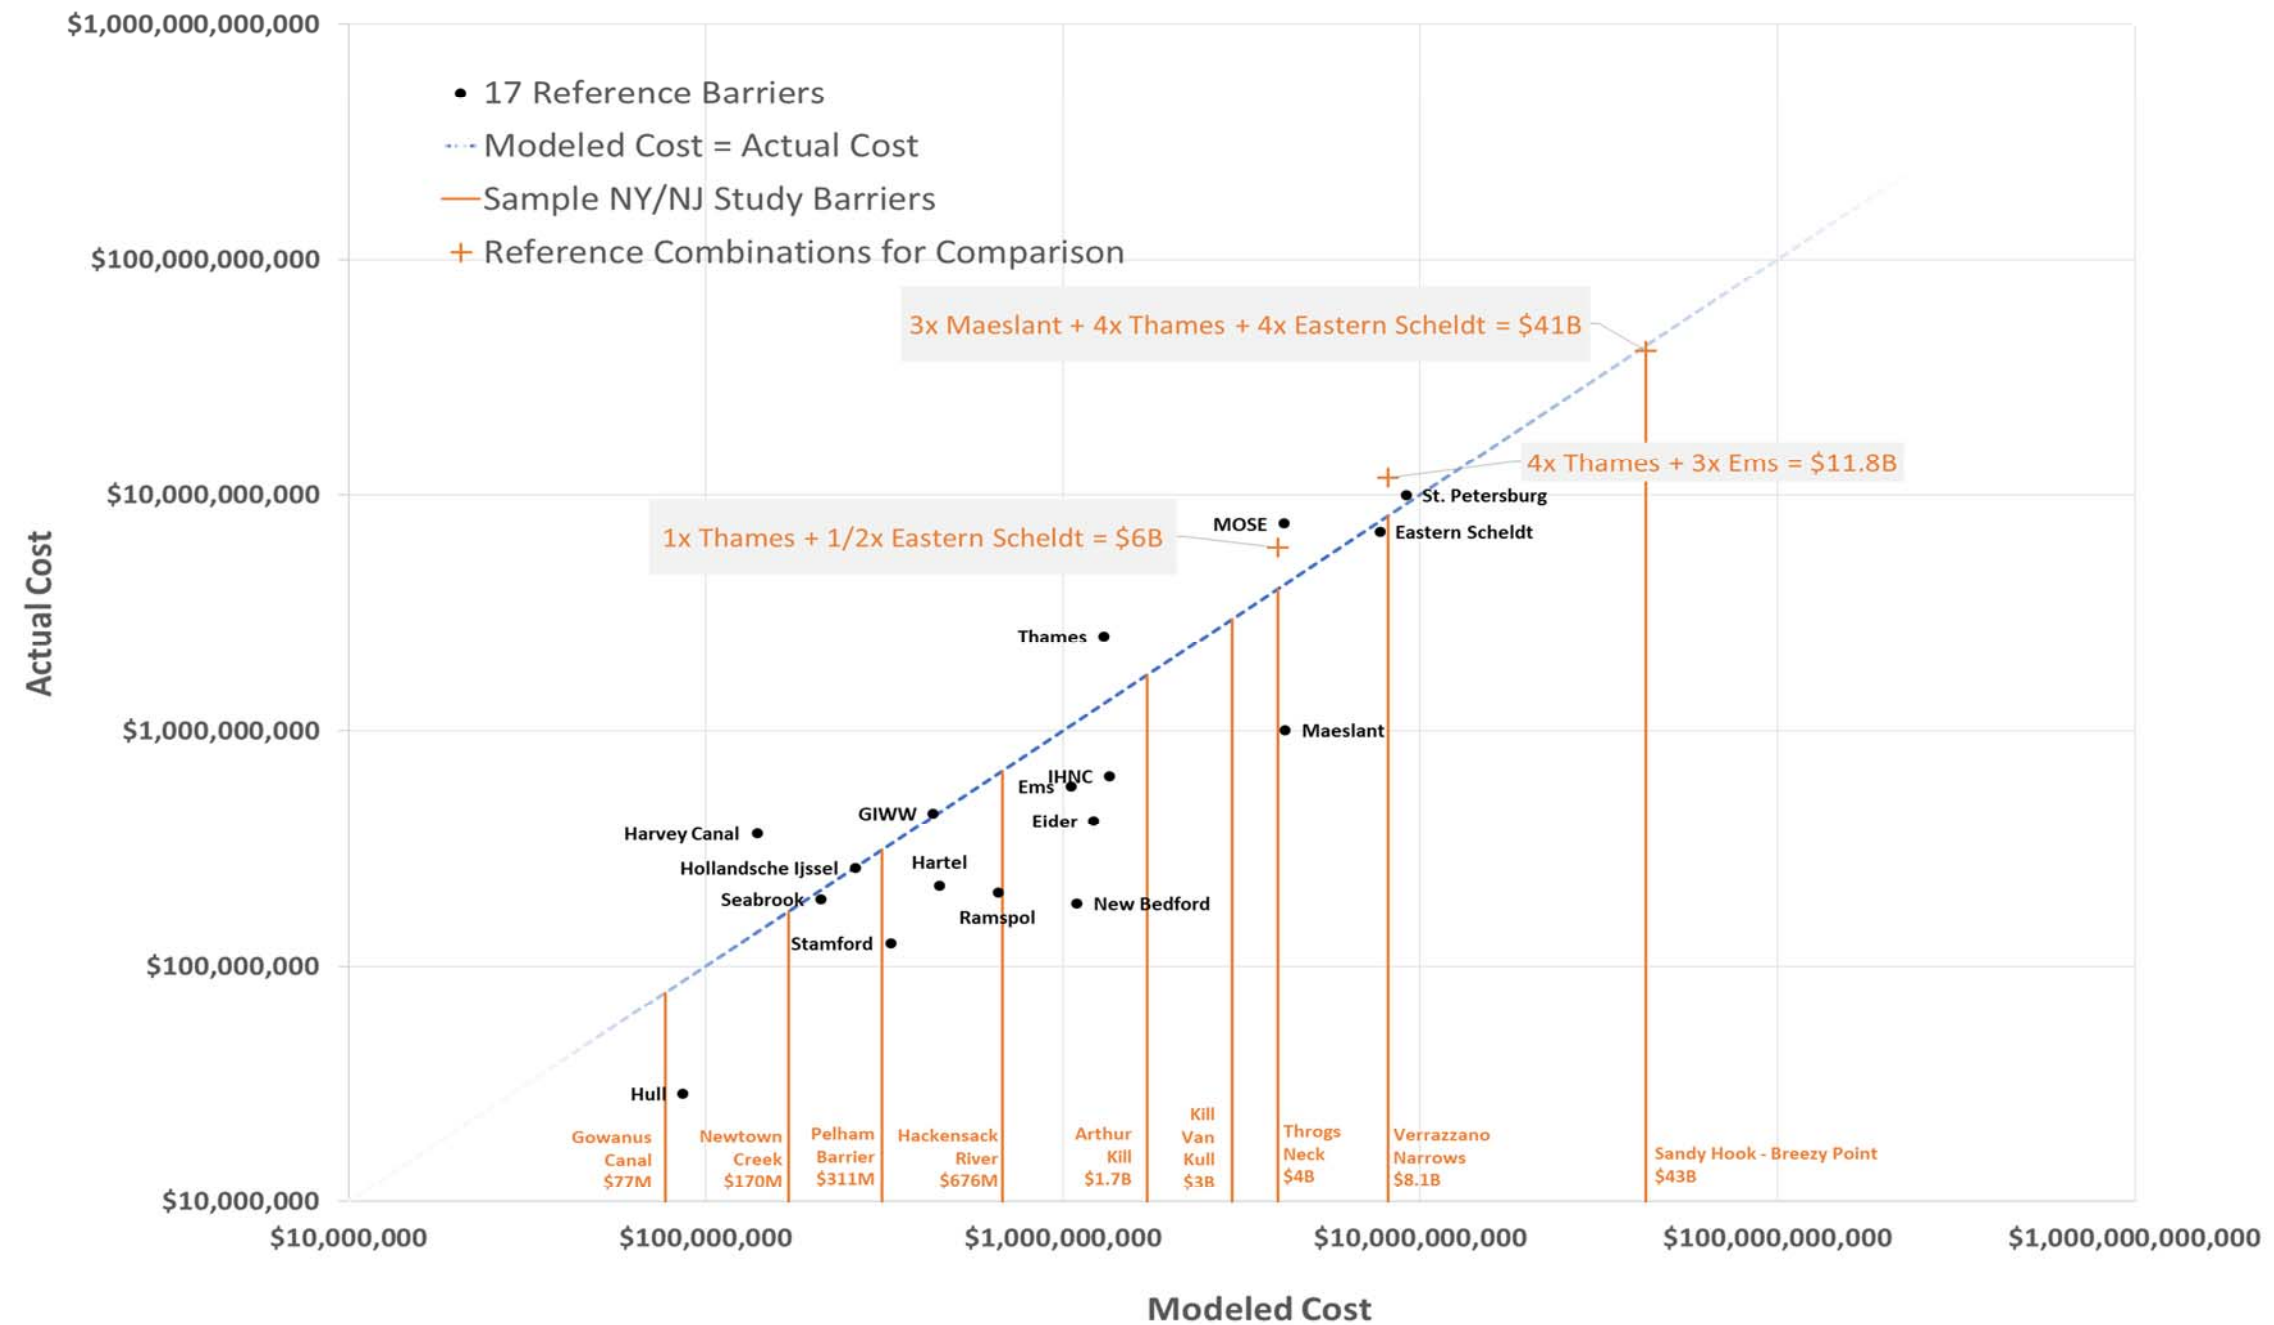 $1,000,000,000,000
17 Reference Barriers
Modeled Cost = Actual Cost
Sample NY/NJ Study Barriers
Reference Combinations for Comparison
$100,000,000,000
3x Maeslant + 4x Thames + 4x Eastern Scheldt = $41B
4x Thames + 3x Ems = $11.8B
$10,000,000,000
St. Petersburg
MOSE
Eastern Scheldt
1x Thames + 1/2x Eastern Scheldt = $6B
Actual Cost
Thames
$1,000,000,000
Maeslant
IHNC
Ems
GIWW
Eider
Harvey Canal
Hollandsche Ijssel
Hartel
Seabrook
New Bedford
Ramspol
Stamford
$100,000,000
Hull
Gowanus
Canal
$77M
Newtown
Creek
$170M
Pelham
Barrier
$311M
Hackensack
River
$676M
Arthur
Kill
$1.7B
Kill
Van
Kull
$3B
Throgs
Neck
$4B
Verrazzano
Narrows
$8.1B
Sandy Hook - Breezy Point
$43B
$10,000,000
$10,000,000
$100,000,000
$1,000,000,000
$10,000,000,000
$100,000,000,000
$1,000,000,000,000
Modeled Cost